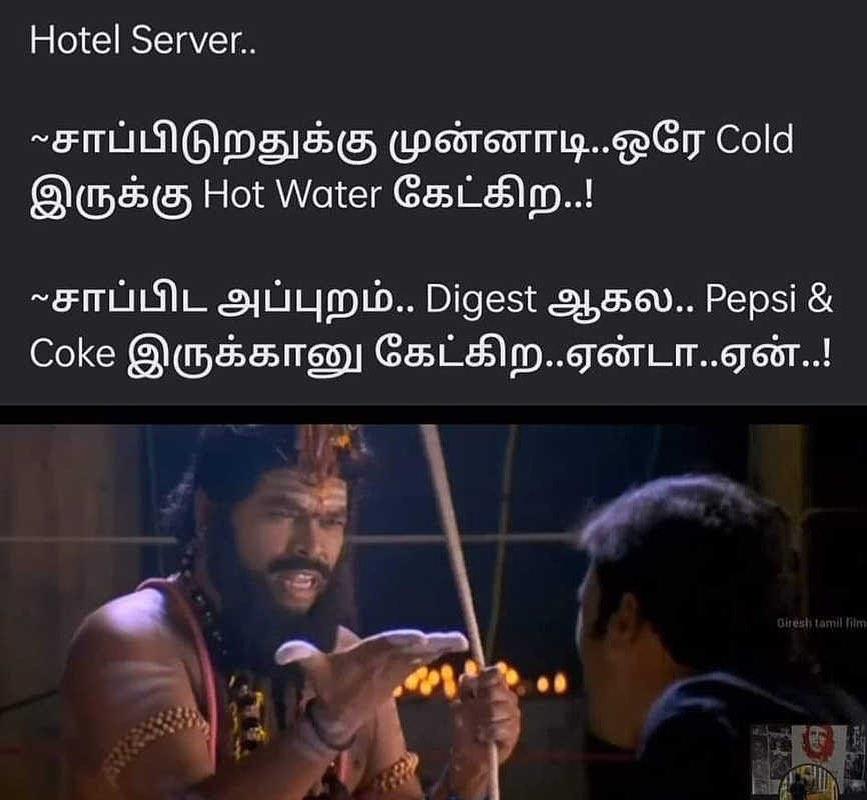 Hotel Server..
~சாப்பிடுறதுக்கு முன்னாடி..ஒரே Cold
இருக்கு Hot Water கேட்கிற..!
~சாப்பிட அப்புறம்.. Digest ஆகல.. Pepsi &
Coke இருக்கானு கேட்கிற..ஏன்டா..ஏன்..!
Giresh tamil film